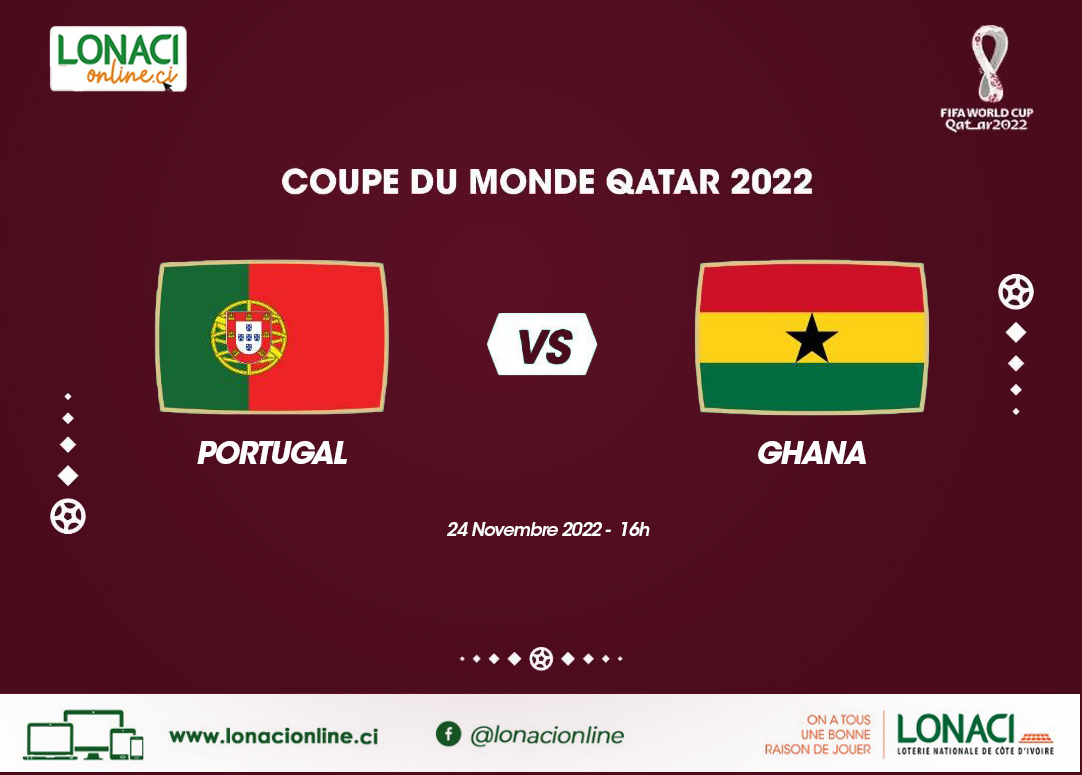 LONACI
online.ci
FIFA WORLD CUP
Qatar2022
COUPE DU MONDE QATAR 2022
VS
PORTUGAL
GHANA
24 Novembre 2022 - 16h
www.lonacionline.ci
@lonacionline
ON A TOUS
UNE BONNE
RAISON DE JOUER
LONACI
LOTERIE NATIONALE DE CÔTE D'IVOIRE